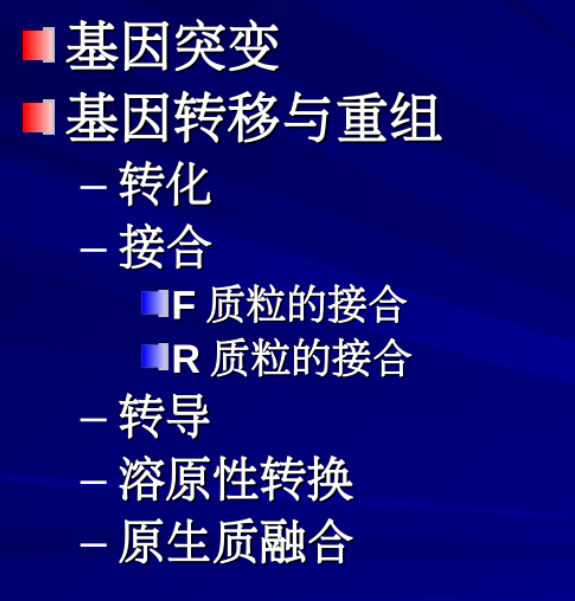 基因突变
基因转移与重组
– 转化
– 接合
F 质粒的接合
R 质粒的接合
– 转导
– 溶原性转换
– 原生质融合